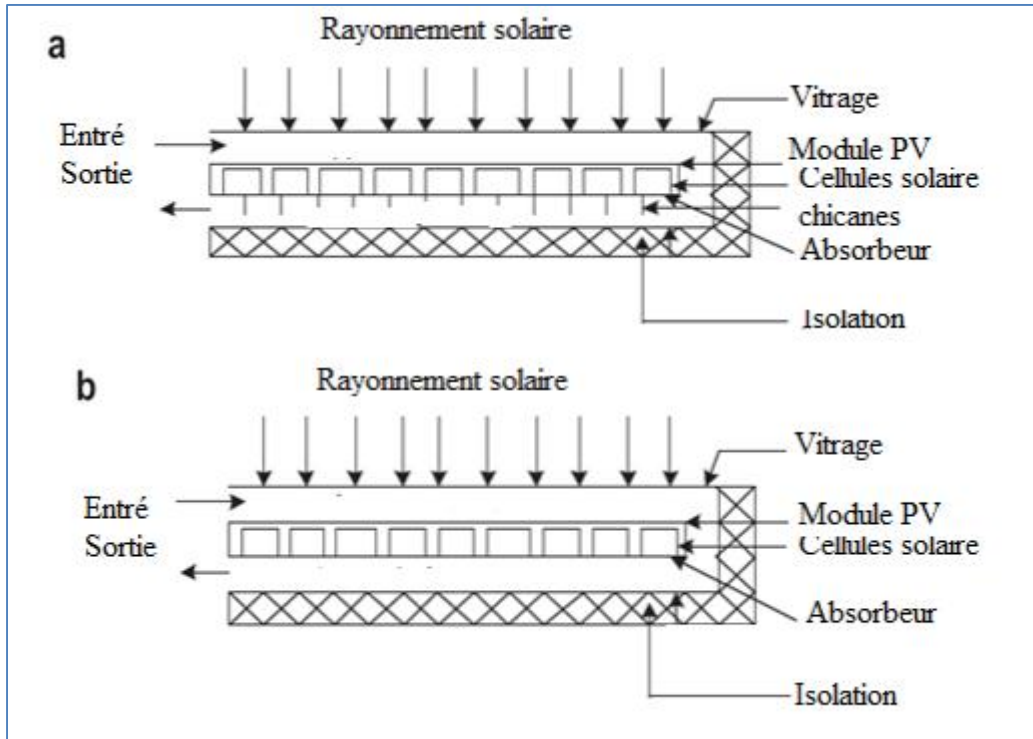 a
Rayonnement solaire
Vitrage
Entré
Sortie
Module PV
Cellules solaire
chicanes
Absorbeur
Isolation
b
Rayonnement solaire
Vitrage
Entré
Sortie
Module PV
Cellules solaire
Absorbeur
Isolation